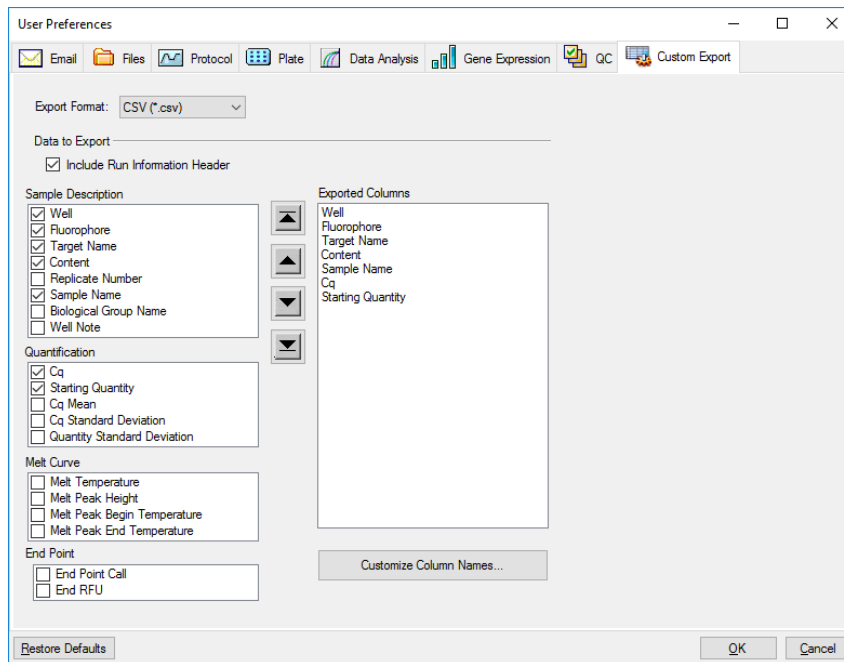 User Preferences
Email Files Protocol Plate Data Analysis Gene Expression QC Custom Export
Export Format: CSV (*.csv)
Data to Export
Include Run Information Header
Sample Description
Well
Fluorophore
Target Name
Content
Replicate Number
Sample Name
Biological Group Name
Well Note
Quantification
Cq
Starting Quantity
Cq Mean
Cq Standard Deviation
Quantity Standard Deviation
Melt Curve
Melt Temperature
Melt Peak Height
Melt Peak Begin Temperature
Melt Peak End Temperature
End Point
End Point Call
End RFU
Exported Columns
Well
Fluorophore
Target Name
Content
Sample Name
Cq
Starting Quantity
Customize Column Names...
Restore Defaults OK Cancel